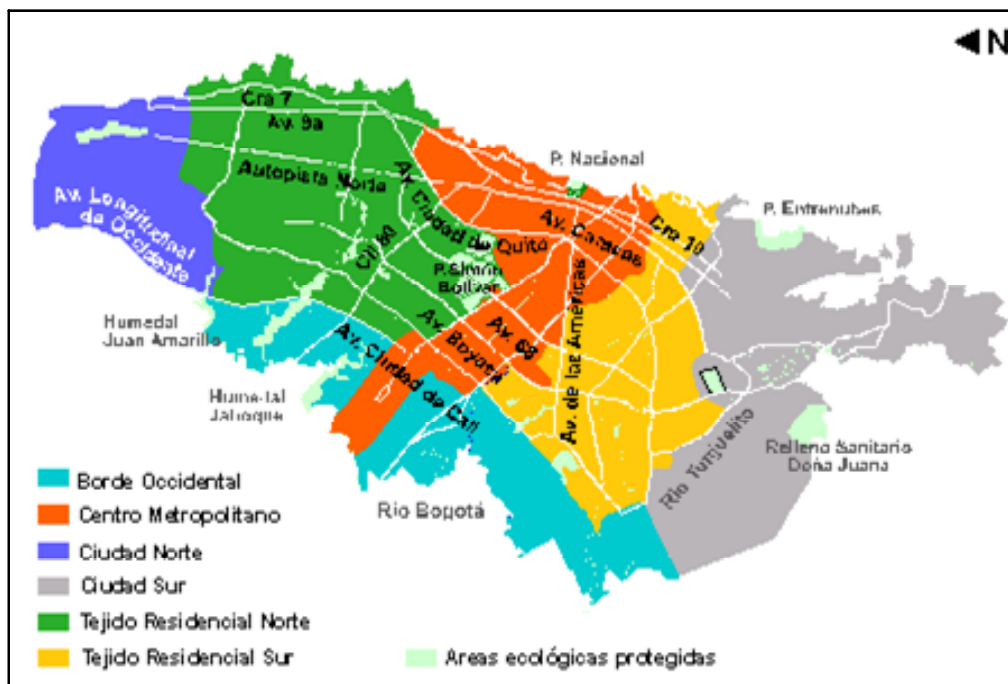 N
Cra 7
Av. 9a
P. Nacional
Autopista Norte
Av. Ciudad de Quito
Av. Caracas
Cra 10
P. Entrenubes
Av. Longitudinal
de Occidente
Cll 80
P. Simón
Bolívar
Humedal
Juan Amarillo
Av. Boyaca
Av. 68
Av. de las Américas
Av. Ciudad de Cali
Humedal
Jaboque
Río Tunjuelito
Relleno Sanitario
Doña Juana
Río Bogotá
Borde Occidental
Centro Metropolitano
Ciudad Norte
Ciudad Sur
Tejido Residencial Norte
Tejido Residencial Sur
Areas ecológicas protegidas